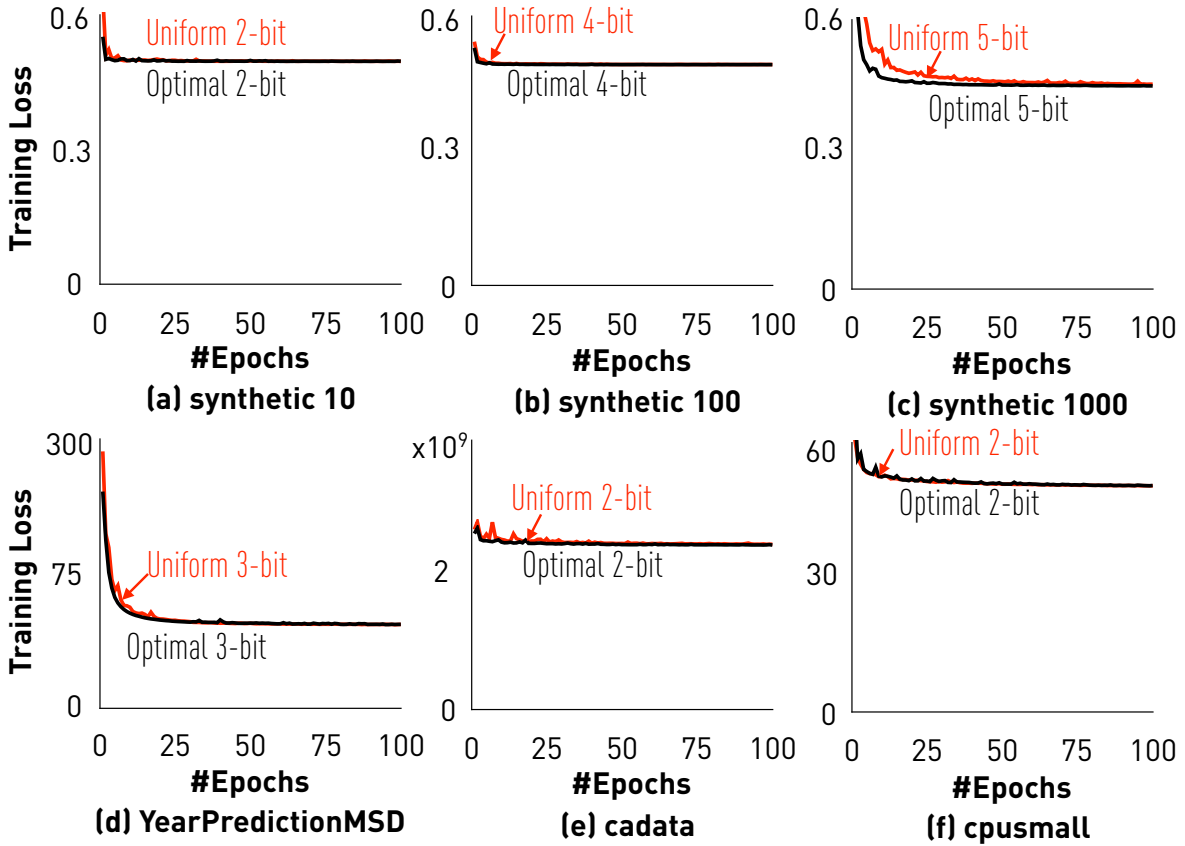 0.6
Uniform 2-bit
Optimal 2-bit
0.3
0
0 25 50 75 100
Training Loss
#Epochs
(a) synthetic 10
0.6
Uniform 4-bit
Optimal 4-bit
0.3
0
0 25 50 75 100
#Epochs
(b) synthetic 100
0.6
Uniform 5-bit
Optimal 5-bit
0.3
0
0 25 50 75 100
#Epochs
(c) synthetic 1000
300
Uniform 3-bit
75
Optimal 3-bit
0
0 25 50 75 100
Training Loss
#Epochs
(d) YearPredictionMSD
x10⁹
Uniform 2-bit
Optimal 2-bit
2
0
0 25 50 75 100
#Epochs
(e) cadata
60
Uniform 2-bit
Optimal 2-bit
30
0
0 25 50 75 100
#Epochs
(f) cpusmall